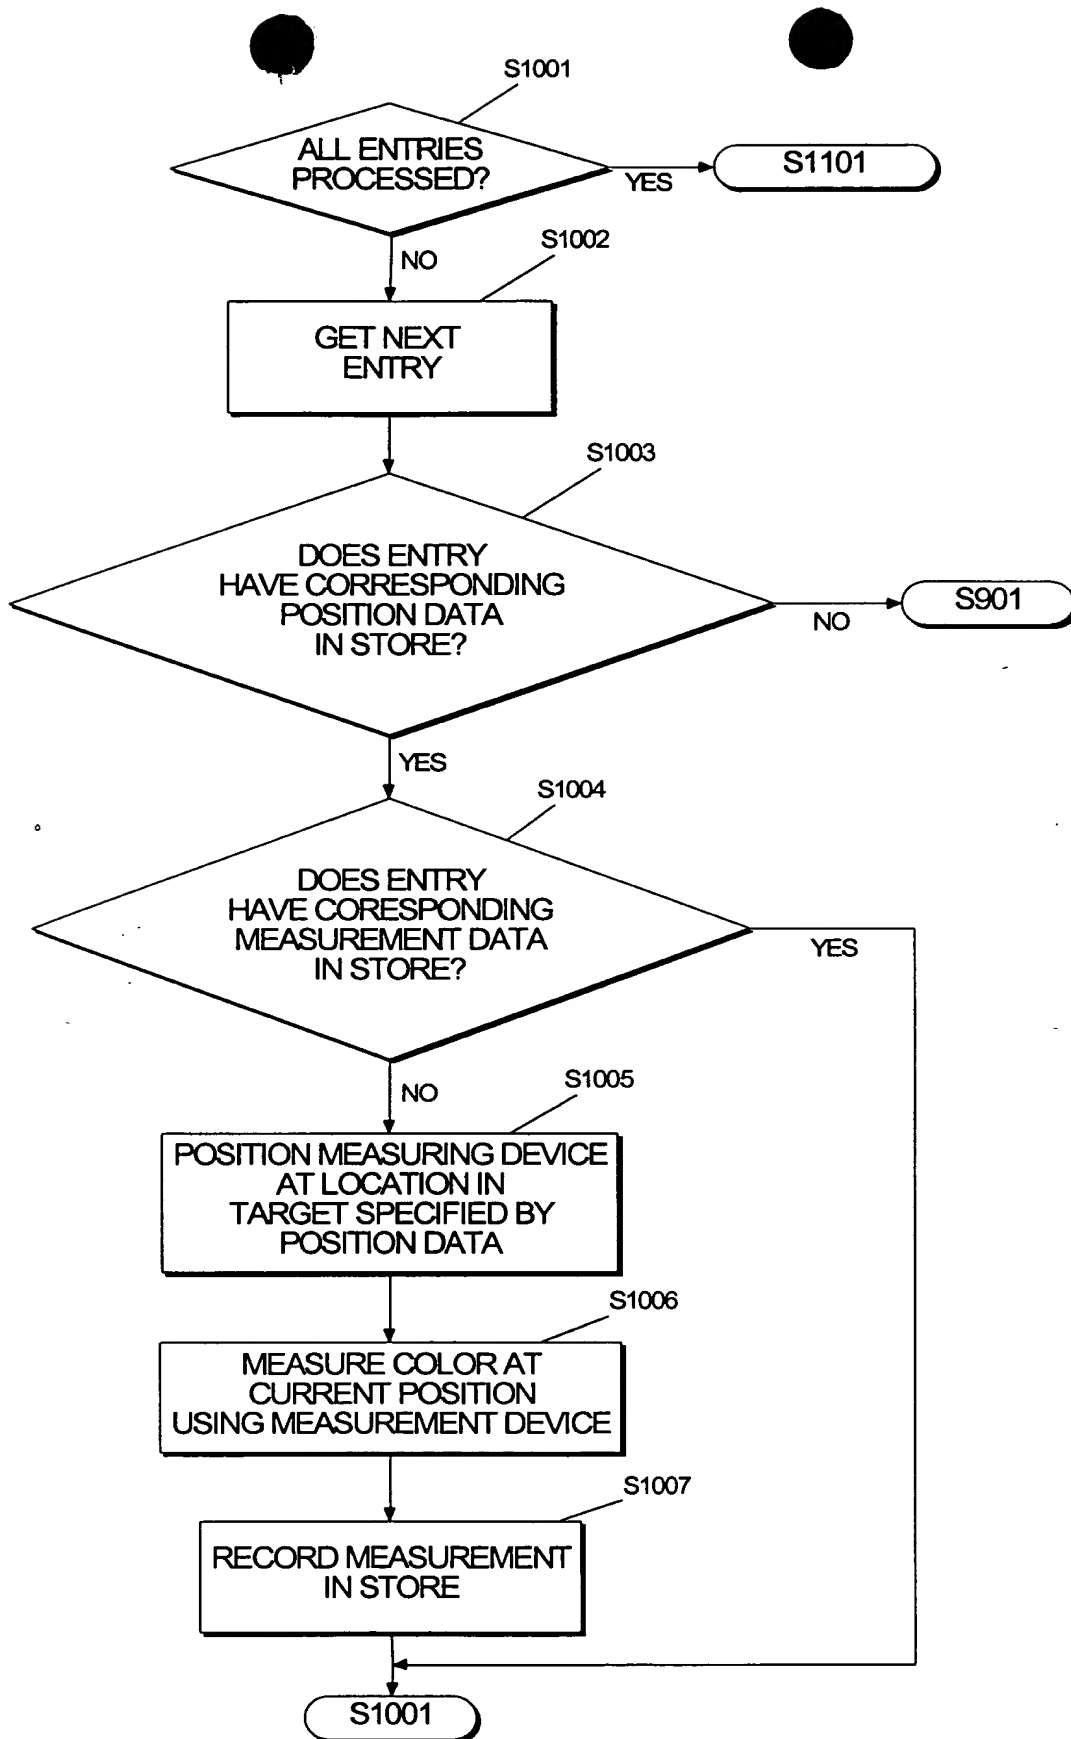 S1001
ALL ENTRIES
PROCESSED?
YES
S1101
NO
S1002
GET NEXT
ENTRY
S1003
DOES ENTRY
HAVE CORRESPONDING
POSITION DATA
IN STORE?
NO
S901
YES
S1004
DOES ENTRY
HAVE CORESPONDING
MEASUREMENT DATA
IN STORE?
YES
NO
S1005
POSITION MEASURING DEVICE
AT LOCATION IN
TARGET SPECIFIED BY
POSITION DATA
S1006
MEASURE COLOR AT
CURRENT POSITION
USING MEASUREMENT DEVICE
S1007
RECORD MEASUREMENT
IN STORE
S1001